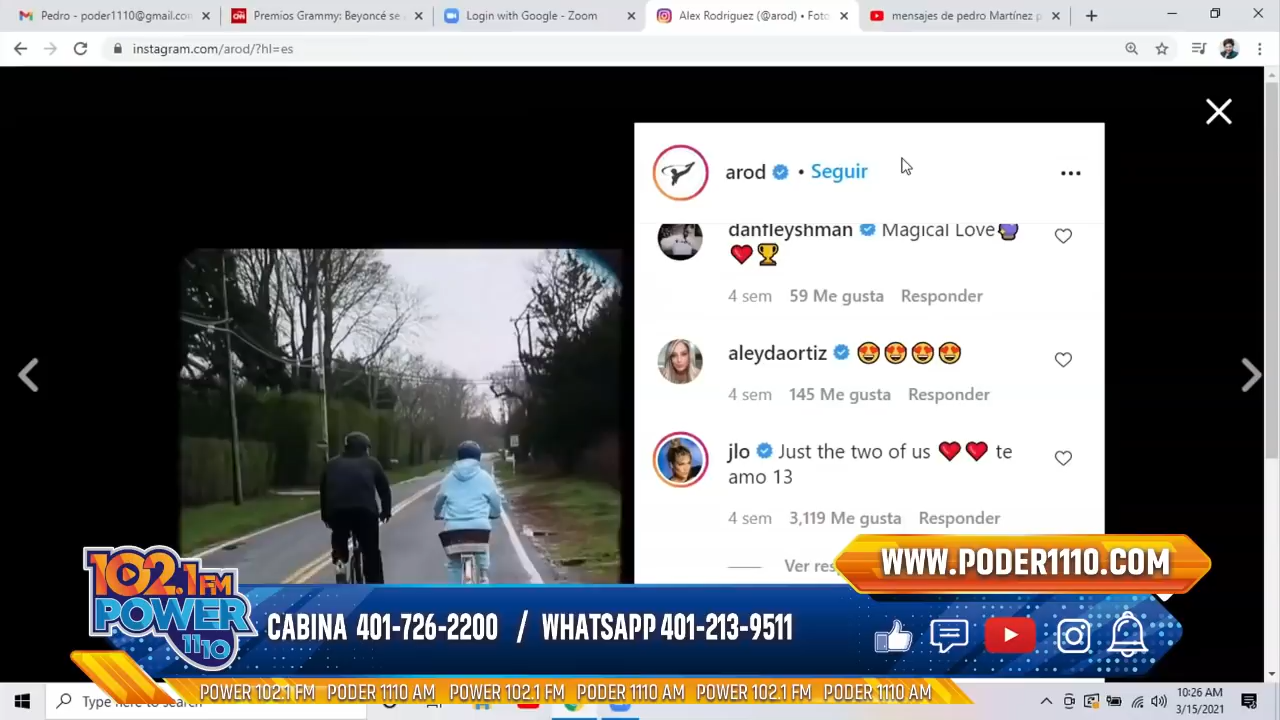 Pedro - poder1110@gmail.com
Premios Grammy: Beyoncé s
Login with Google - Zoom
Alex Rodriguez (@arod) • Foto
mensajes de pedro Martínez p
instagram.com/arod/?hl=es
arod • Seguir
danfleyshman Magical Love🔮
❤️🏆
4 sem 59 Me gusta Responder
aleydaortiz 😍😍😍😍
4 sem 145 Me gusta Responder
jlo Just the two of us ❤️❤️ te
amo 13
4 sem 3,119 Me gusta Responder
Ver res
WWW.PODER1110.COM
102.1 FM
POWER
1110
CABINA 401-726-2200 / WHATSAPP 401-213-9511
POWER 102.1 FM PODER 1110 AM POWER 102.1 FM PODER 1110 AM POWER 102.1 FM PODER 1110 AM
Type here to search
10:26 AM
3/15/2021